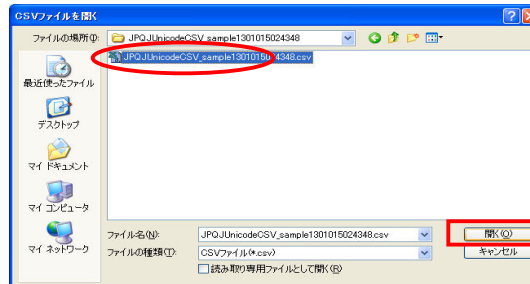 CSVファイルを開く
ファイルの場所(I):
JPQJUnicodeCSV_sample1301015024348
JPQJUnicodeCSV_sample1301015024348.csv
最近使ったファイル
デスクトップ
マイ ドキュメント
マイ コンピュータ
マイ ネットワーク
ファイル名(N):
JPQJUnicodeCSV_sample1301015024348.csv
開く(O)
ファイルの種類(T):
CSVファイル(*.csv)
キャンセル
読み取り専用ファイルとして開く(R)